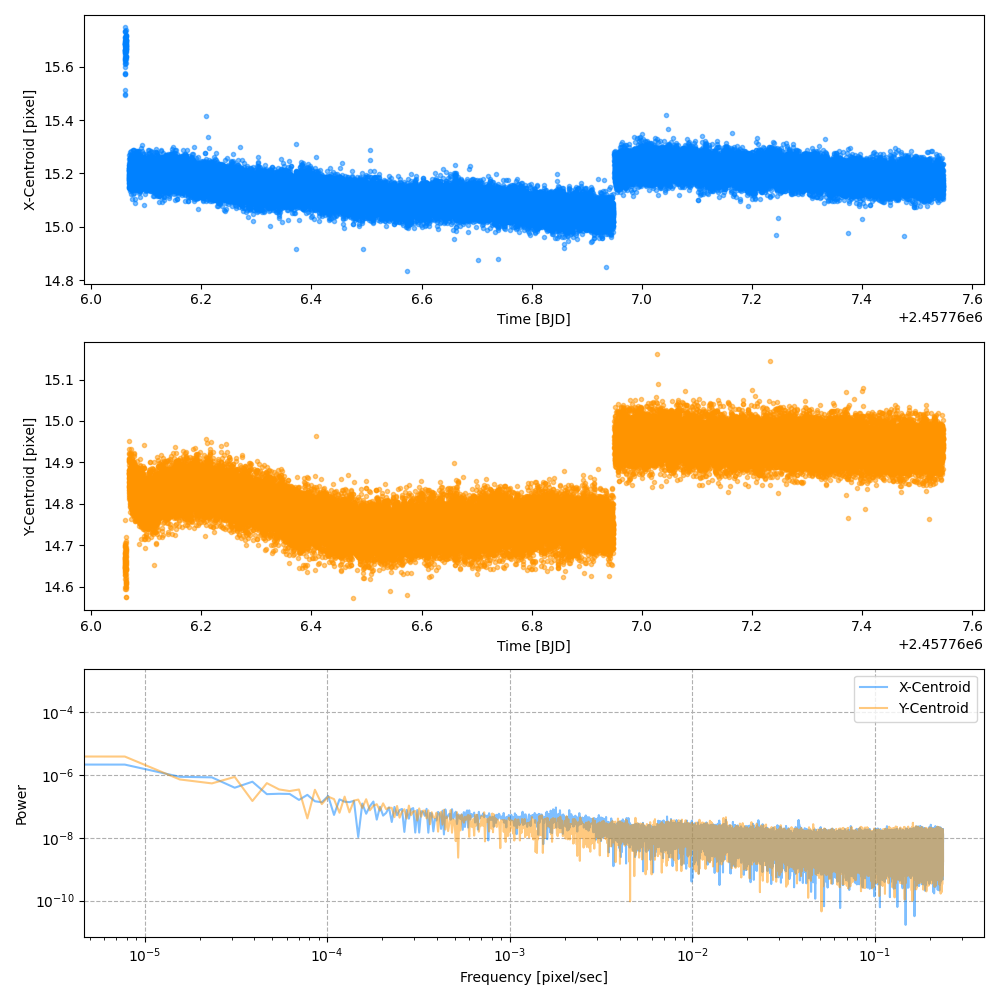 X-Centroid [pixel]
15.6
15.4
15.2
15.0
14.8
6.0 6.2 6.4 6.6 6.8 7.0 7.2 7.4 7.6
Time [BJD]
+2.45776e6
Y-Centroid [pixel]
15.1
15.0
14.9
14.8
14.7
14.6
6.0 6.2 6.4 6.6 6.8 7.0 7.2 7.4 7.6
Time [BJD]
+2.45776e6
Power
10⁻⁴
10⁻⁶
10⁻⁸
10⁻¹⁰
X-Centroid
Y-Centroid
10⁻⁵ 10⁻⁴ 10⁻³ 10⁻² 10⁻¹
Frequency [pixel/sec]